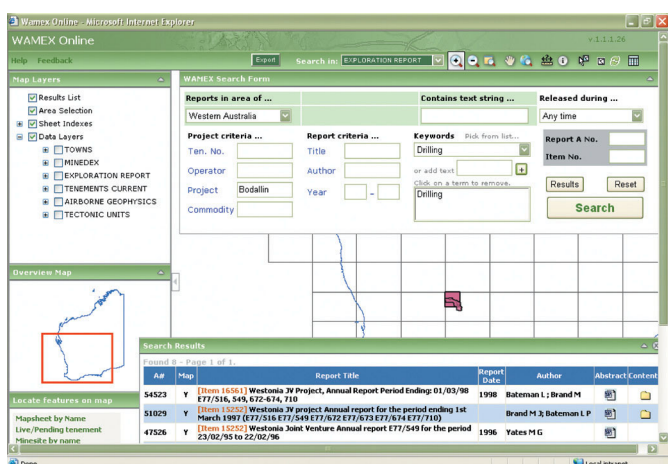 Wamex Online - Microsoft Internet Explorer
WAMEX Online
v.1.1.1.26
Help Feedback
Export Search in: EXPLORATION REPORT
Map Layers
Results List
Area Selection
Sheet Indexes
Data Layers
TOWNS
MINEDEX
EXPLORATION REPORT
TENEMENTS CURRENT
AIRBORNE GEOPHYSICS
TECTONIC UNITS
WAMEX Search Form
Reports in area of ... Contains text string ... Released during ...
Western Australia Any time
Project criteria ... Report criteria ... Keywords Pick from list...
Ten. No. Title Drilling Report A No.
Operator Author or add text + Item No.
Project Bodallin Year - Click on a term to remove.
Commodity Drilling Results Reset
Search
Overview Map
Locate features on map
Mapsheet by Name
Live/Pending tenement
Minesite by name
Search Results
Found 8 - Page 1 of 1.
A# Map Report Title Report Date Author Abstract Content
54523 Y [Item 16561] Westonia JV Project, Annual Report Period Ending: 01/03/98 E77/516, 549, 672-674, 710 1998 Bateman L ; Brand M
51029 Y [Item 15252] Westonia JV project Annual report for the period ending 1st March 1997 (E77/516 E77/549 E77/672 E77/673 E77/674 E77/710) Brand M J; Bateman L P
47526 Y [Item 15252] Westonia Joint Venture Annual report E77/549 for the period 23/02/95 to 22/02/96 1996 Yates M G
Done Local intranet